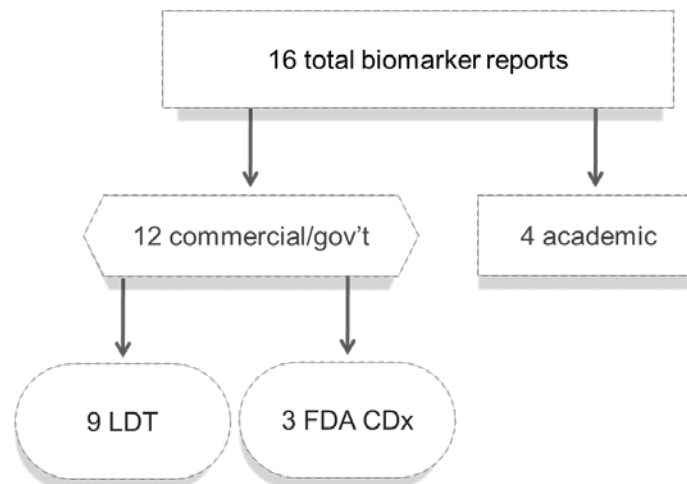 16 total biomarker reports
12 commercial/gov’t
4 academic
9 LDT
3 FDA CDx